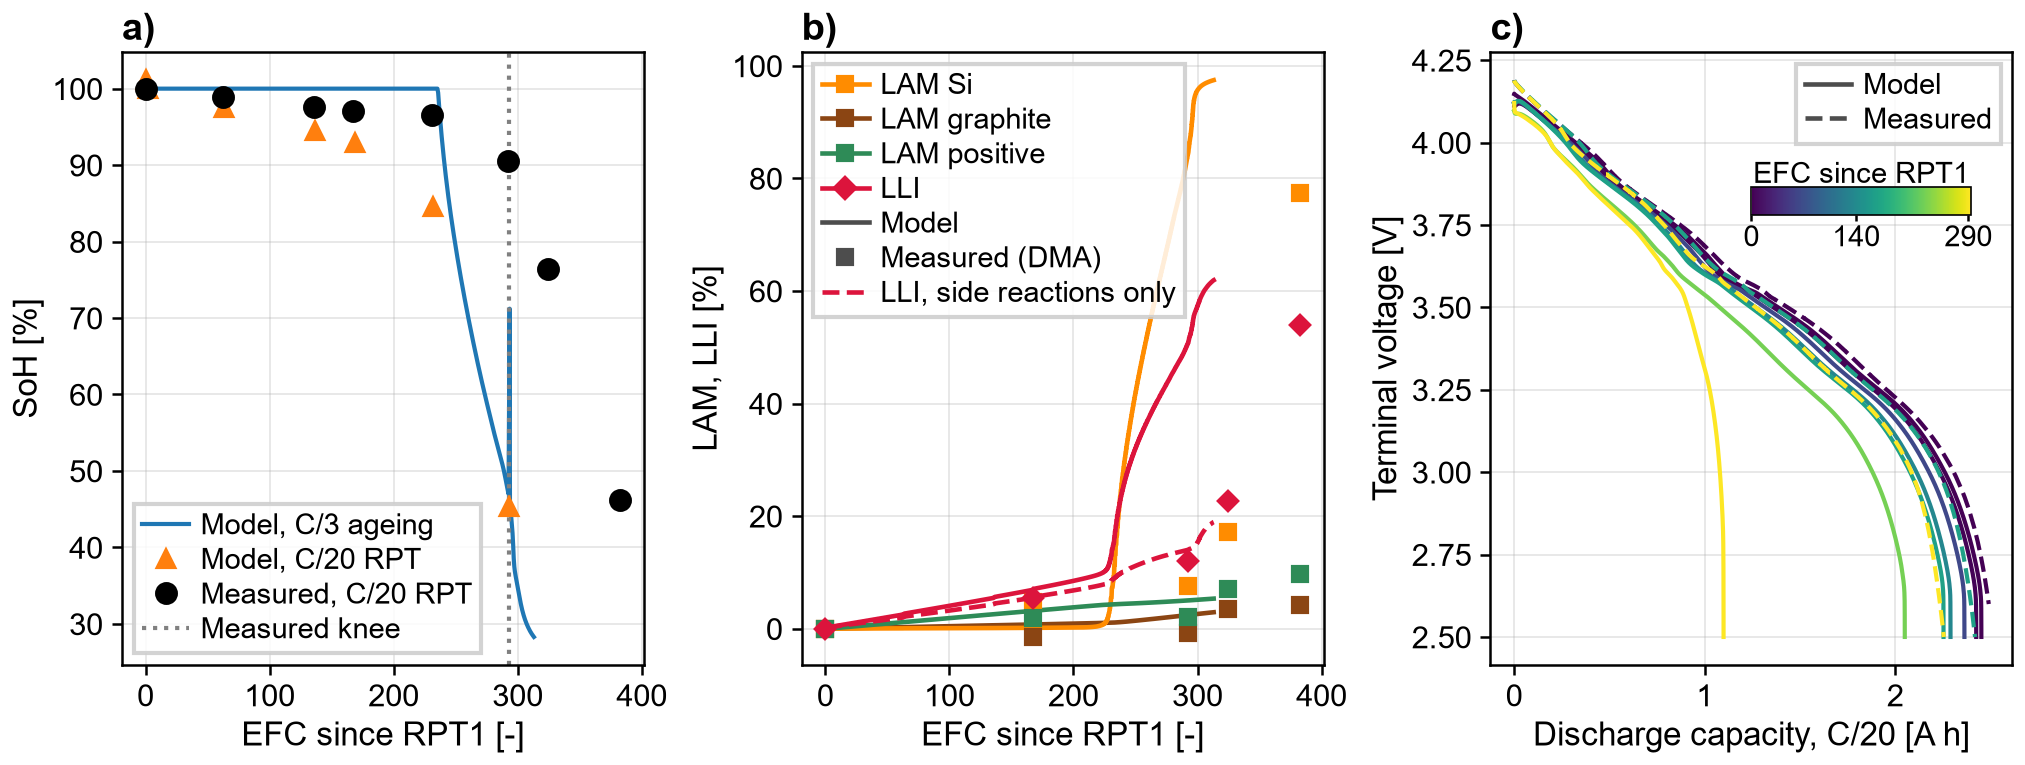 a)
SoH [%]
100
90
80
70
60
50
40
30
Model, C/3 ageing
Model, C/20 RPT
Measured, C/20 RPT
Measured knee
0
100
200
300
400
EFC since RPT1 [-]
b)
LAM, LLI [%]
100
80
60
40
20
0
LAM Si
LAM graphite
LAM positive
LLI
Model
Measured (DMA)
LLI, side reactions only
0
100
200
300
400
EFC since RPT1 [-]
c)
Terminal voltage [V]
4.25
4.00
3.75
3.50
3.25
3.00
2.75
2.50
Model
Measured
EFC since RPT1
0
140
290
0
1
2
Discharge capacity, C/20 [A h]